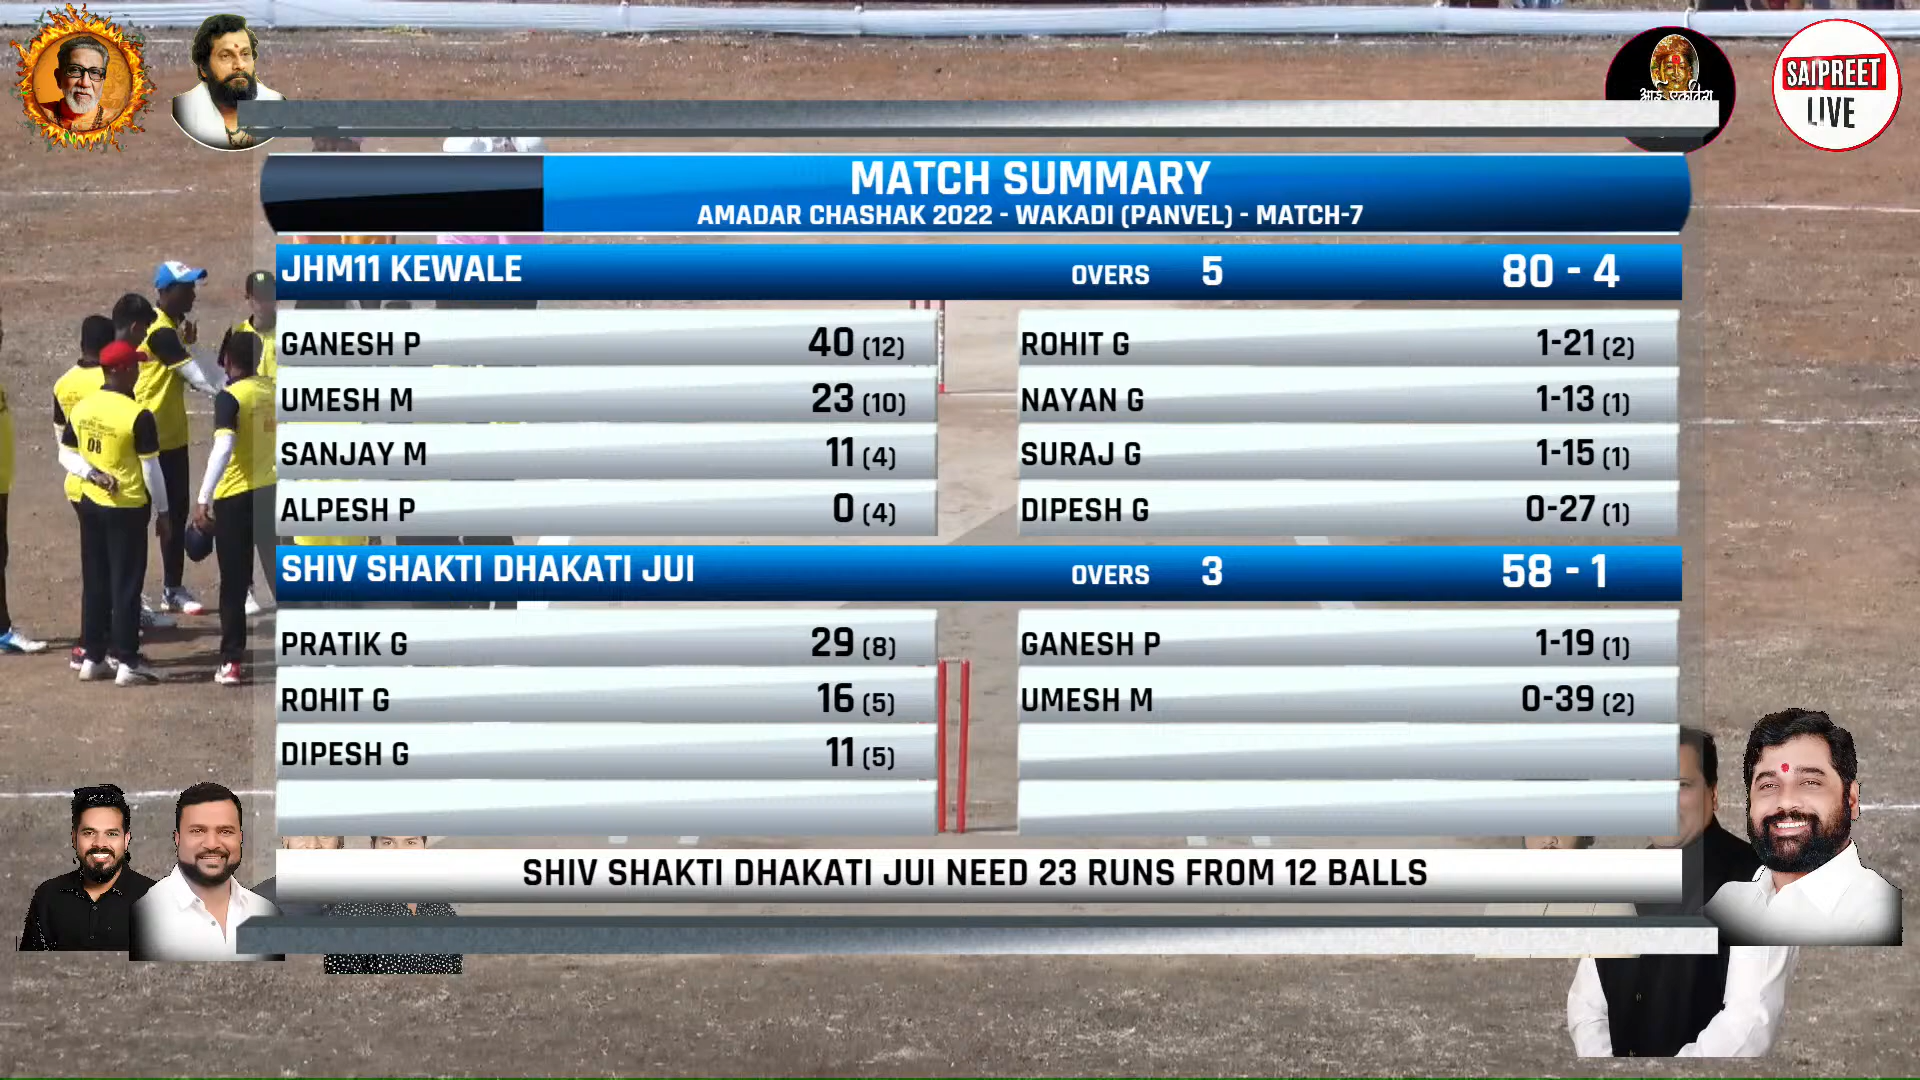 SAIPREET
LIVE
MATCH SUMMARY
AMADAR CHASHAK 2022 - WAKADI (PANVEL) - MATCH-7
JHM11 KEWALE OVERS 5 80 - 4
GANESH P 40 (12) ROHIT G 1-21 (2)
UMESH M 23 (10) NAYAN G 1-13 (1)
SANJAY M 11 (4) SURAJ G 1-15 (1)
ALPESH P 0 (4) DIPESH G 0-27 (1)
SHIV SHAKTI DHAKATI JUI OVERS 3 58 - 1
PRATIK G 29 (8) GANESH P 1-19 (1)
ROHIT G 16 (5) UMESH M 0-39 (2)
DIPESH G 11 (5)
SHIV SHAKTI DHAKATI JUI NEED 23 RUNS FROM 12 BALLS
08